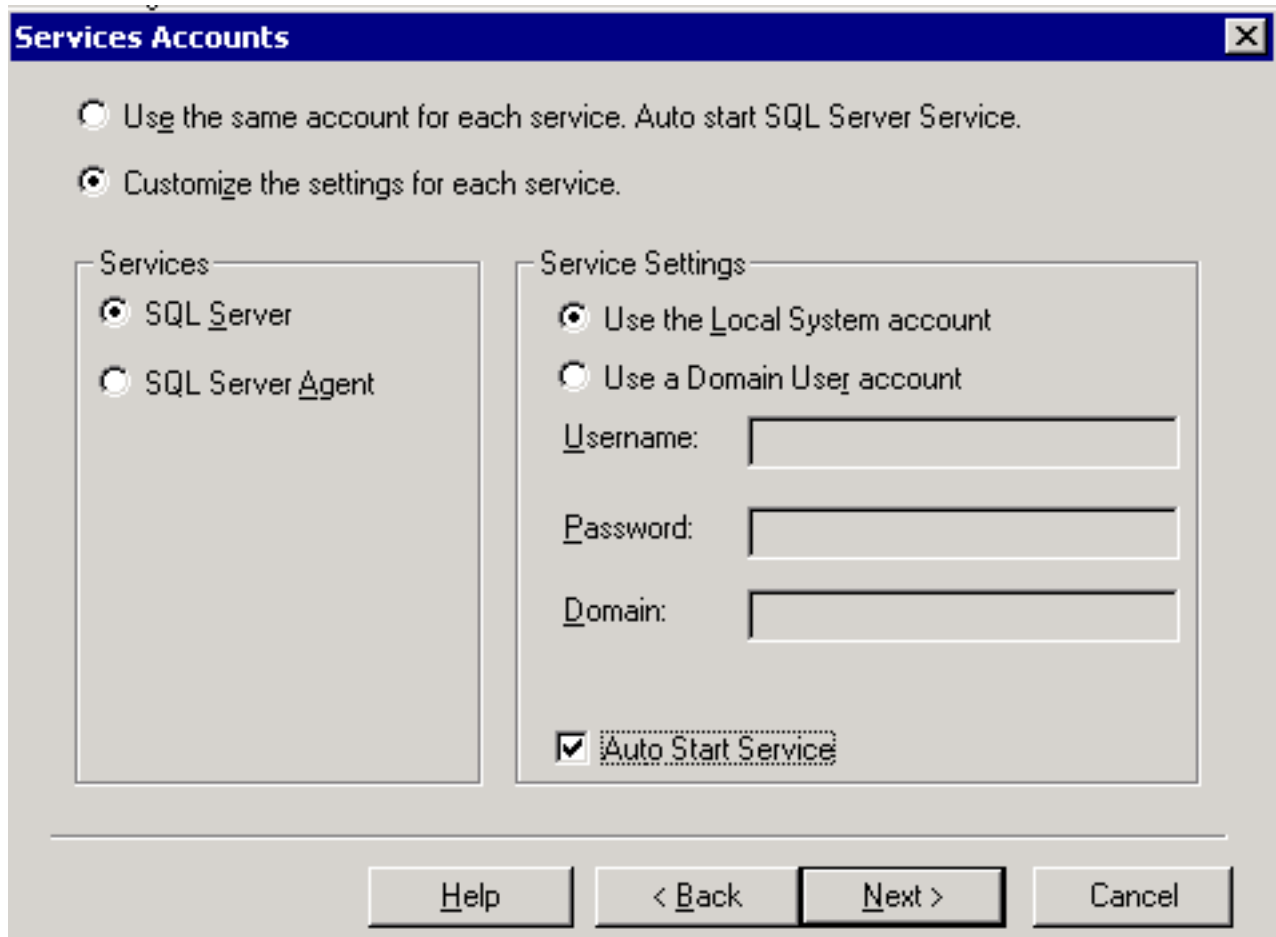 Services Accounts
Use the same account for each service. Auto start SQL Server Service.
Customize the settings for each service.
Services
SQL Server
SQL Server Agent
Service Settings
Use the Local System account
Use a Domain User account
Username:
Password:
Domain:
Auto Start Service
Help
< Back
Next >
Cancel